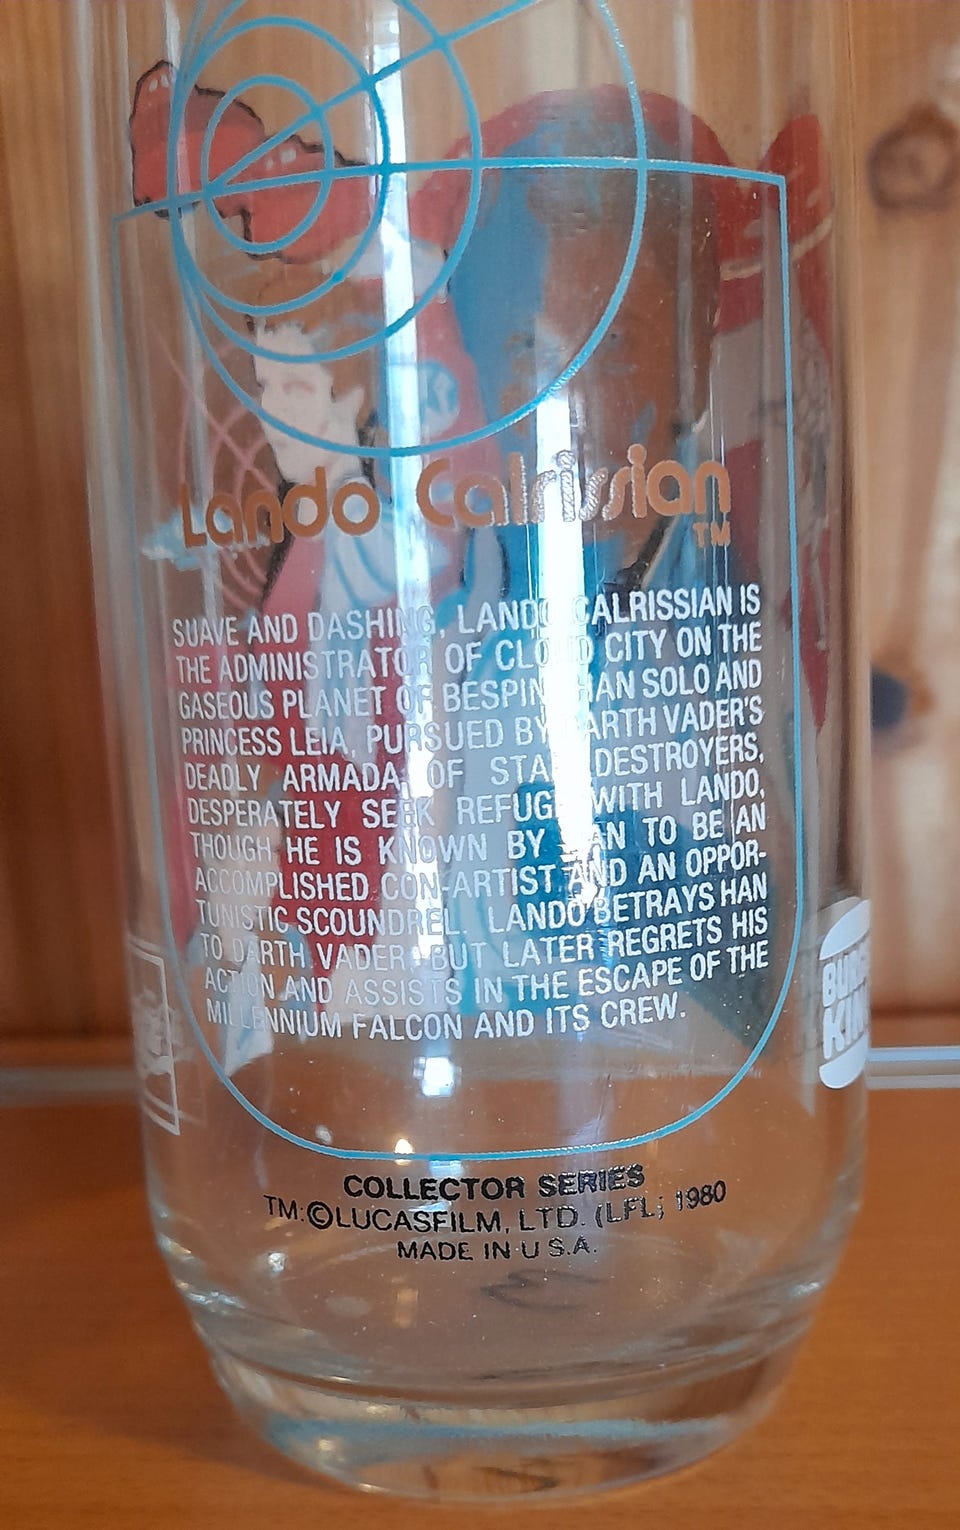 Lando Calrissian
TM
SUAVE AND DASHING, LANDO CALRISSIAN IS
THE ADMINISTRATOR OF CLOUD CITY ON THE
GASEOUS PLANET OF BESPIN. HAN SOLO AND
PRINCESS LEIA, PURSUED BY DARTH VADER'S
DEADLY ARMADA OF STAR DESTROYERS,
DESPERATELY SEEK REFUGE WITH LANDO,
THOUGH HE IS KNOWN BY HAN TO BE AN
ACCOMPLISHED CON-ARTIST AND AN OPPOR-
TUNISTIC SCOUNDREL. LANDO BETRAYS HAN
TO DARTH VADER, BUT LATER REGRETS HIS
ACTION AND ASSISTS IN THE ESCAPE OF THE
MILLENNIUM FALCON AND ITS CREW.
BURG
KIN
COLLECTOR SERIES
TM:©LUCASFILM, LTD. (LFL) 1980
MADE IN U.S.A.